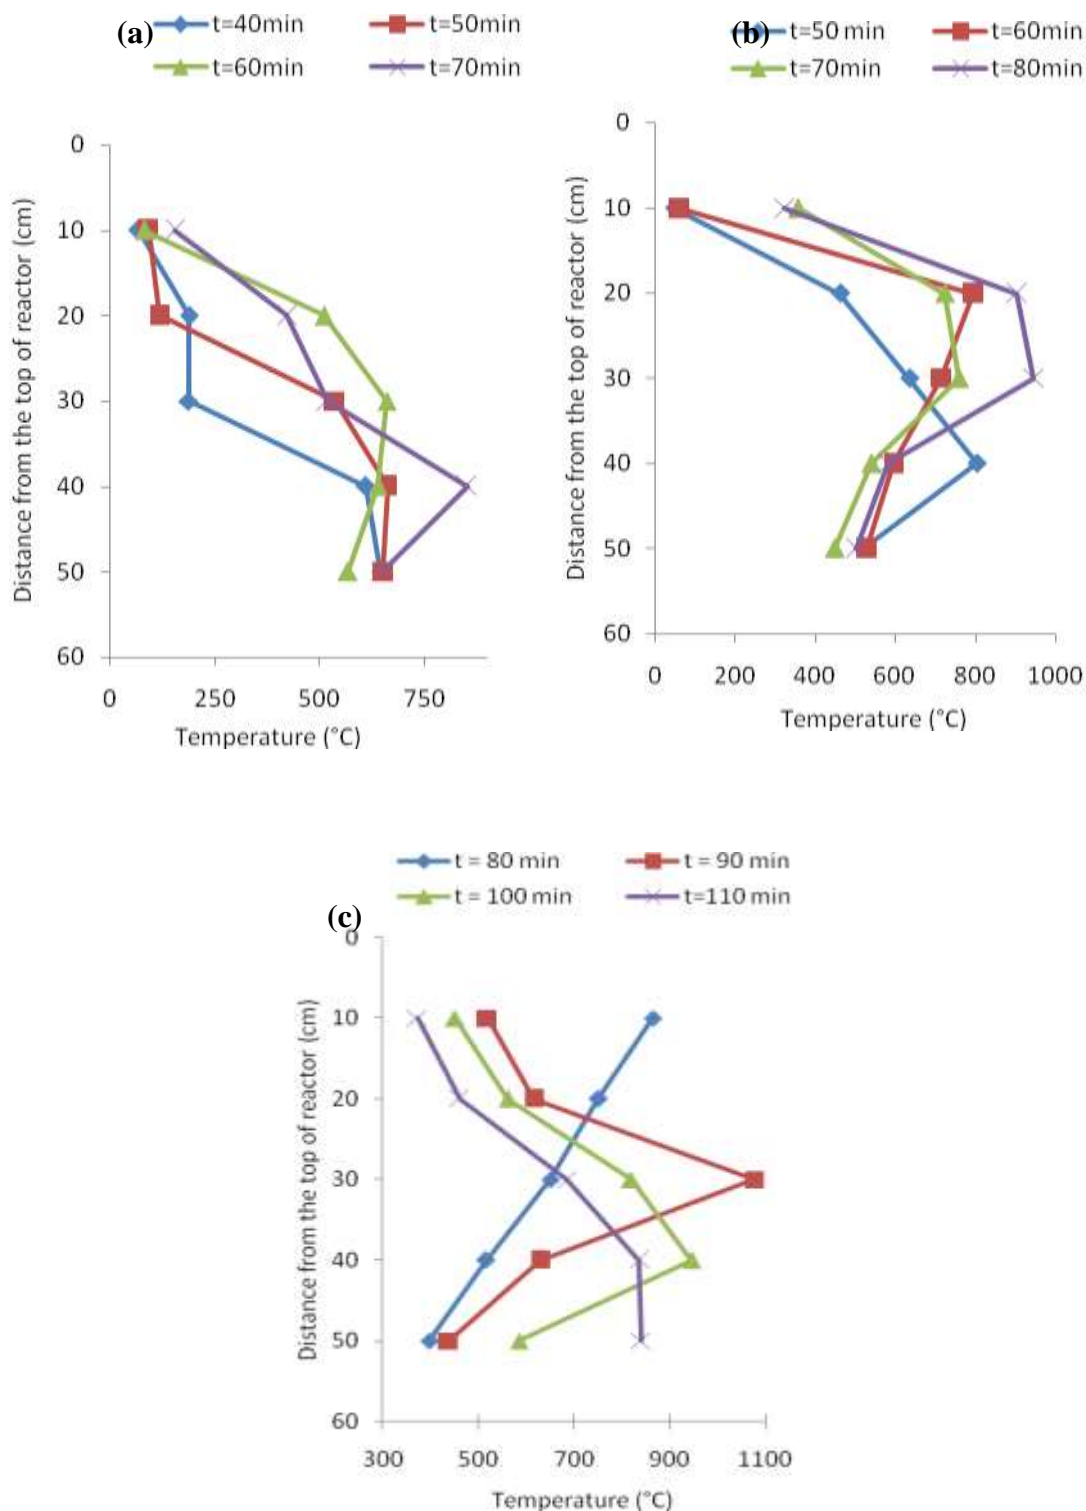 (a)
t=40min
t=50min
t=60min
t=70min
0
10
20
30
40
50
60
Distance from the top of reactor (cm)
0
250
500
750
Temperature (°C)
(b)
t=50 min
t=60min
t=70min
t=80min
0
10
20
30
40
50
60
Distance from the top of reactor (cm)
0
200
400
600
800
1000
Temperature (°C)
(c)
t = 80 min
t = 90 min
t = 100 min
t=110 min
0
10
20
30
40
50
60
Distance from the top of reactor (cm)
300
500
700
900
1100
Temperature (°C)